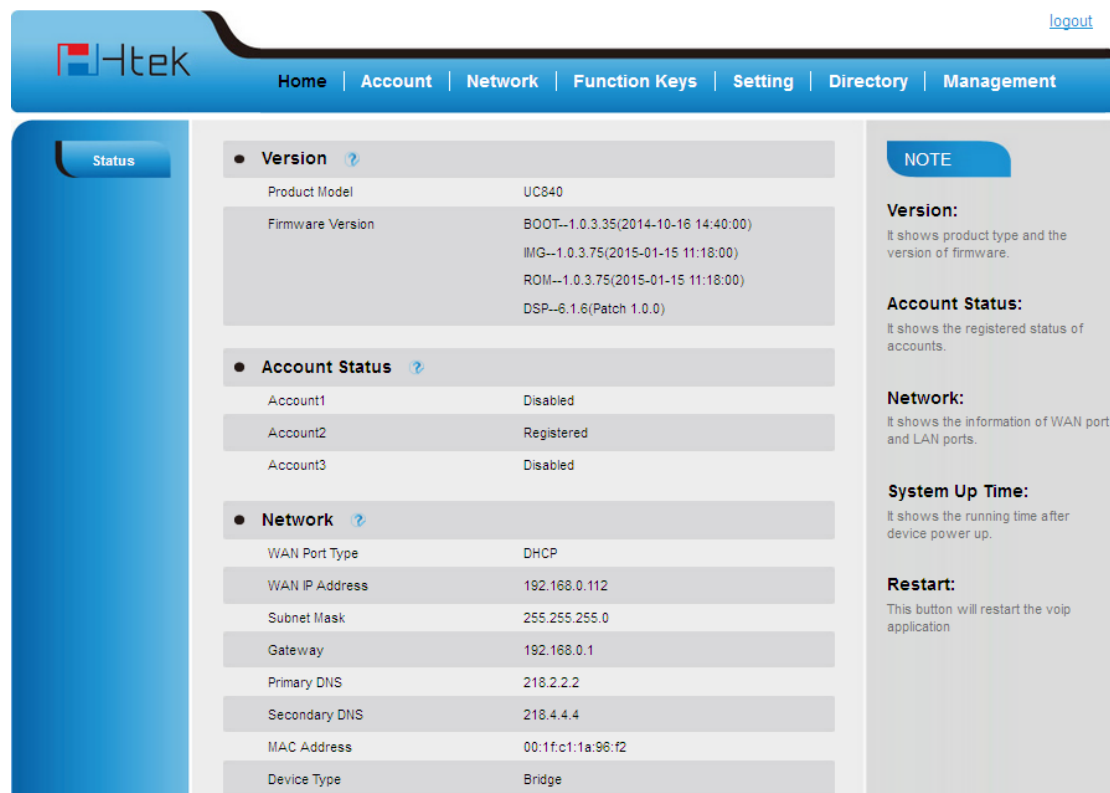 logout
Htek
Home | Account | Network | Function Keys | Setting | Directory | Management
Status
Version
Product Model UC840
Firmware Version BOOT--1.0.3.35(2014-10-16 14:40:00)
IMG--1.0.3.75(2015-01-15 11:18:00)
ROM--1.0.3.75(2015-01-15 11:18:00)
DSP--6.1.6(Patch 1.0.0)
Account Status
Account1 Disabled
Account2 Registered
Account3 Disabled
Network
WAN Port Type DHCP
WAN IP Address 192.168.0.112
Subnet Mask 255.255.255.0
Gateway 192.168.0.1
Primary DNS 218.2.2.2
Secondary DNS 218.4.4.4
MAC Address 00:1f:c1:1a:96:f2
Device Type Bridge
NOTE
Version:
It shows product type and the
version of firmware.
Account Status:
It shows the registered status of
accounts.
Network:
It shows the information of WAN port
and LAN ports.
System Up Time:
It shows the running time after
device power up.
Restart:
This button will restart the voip
application